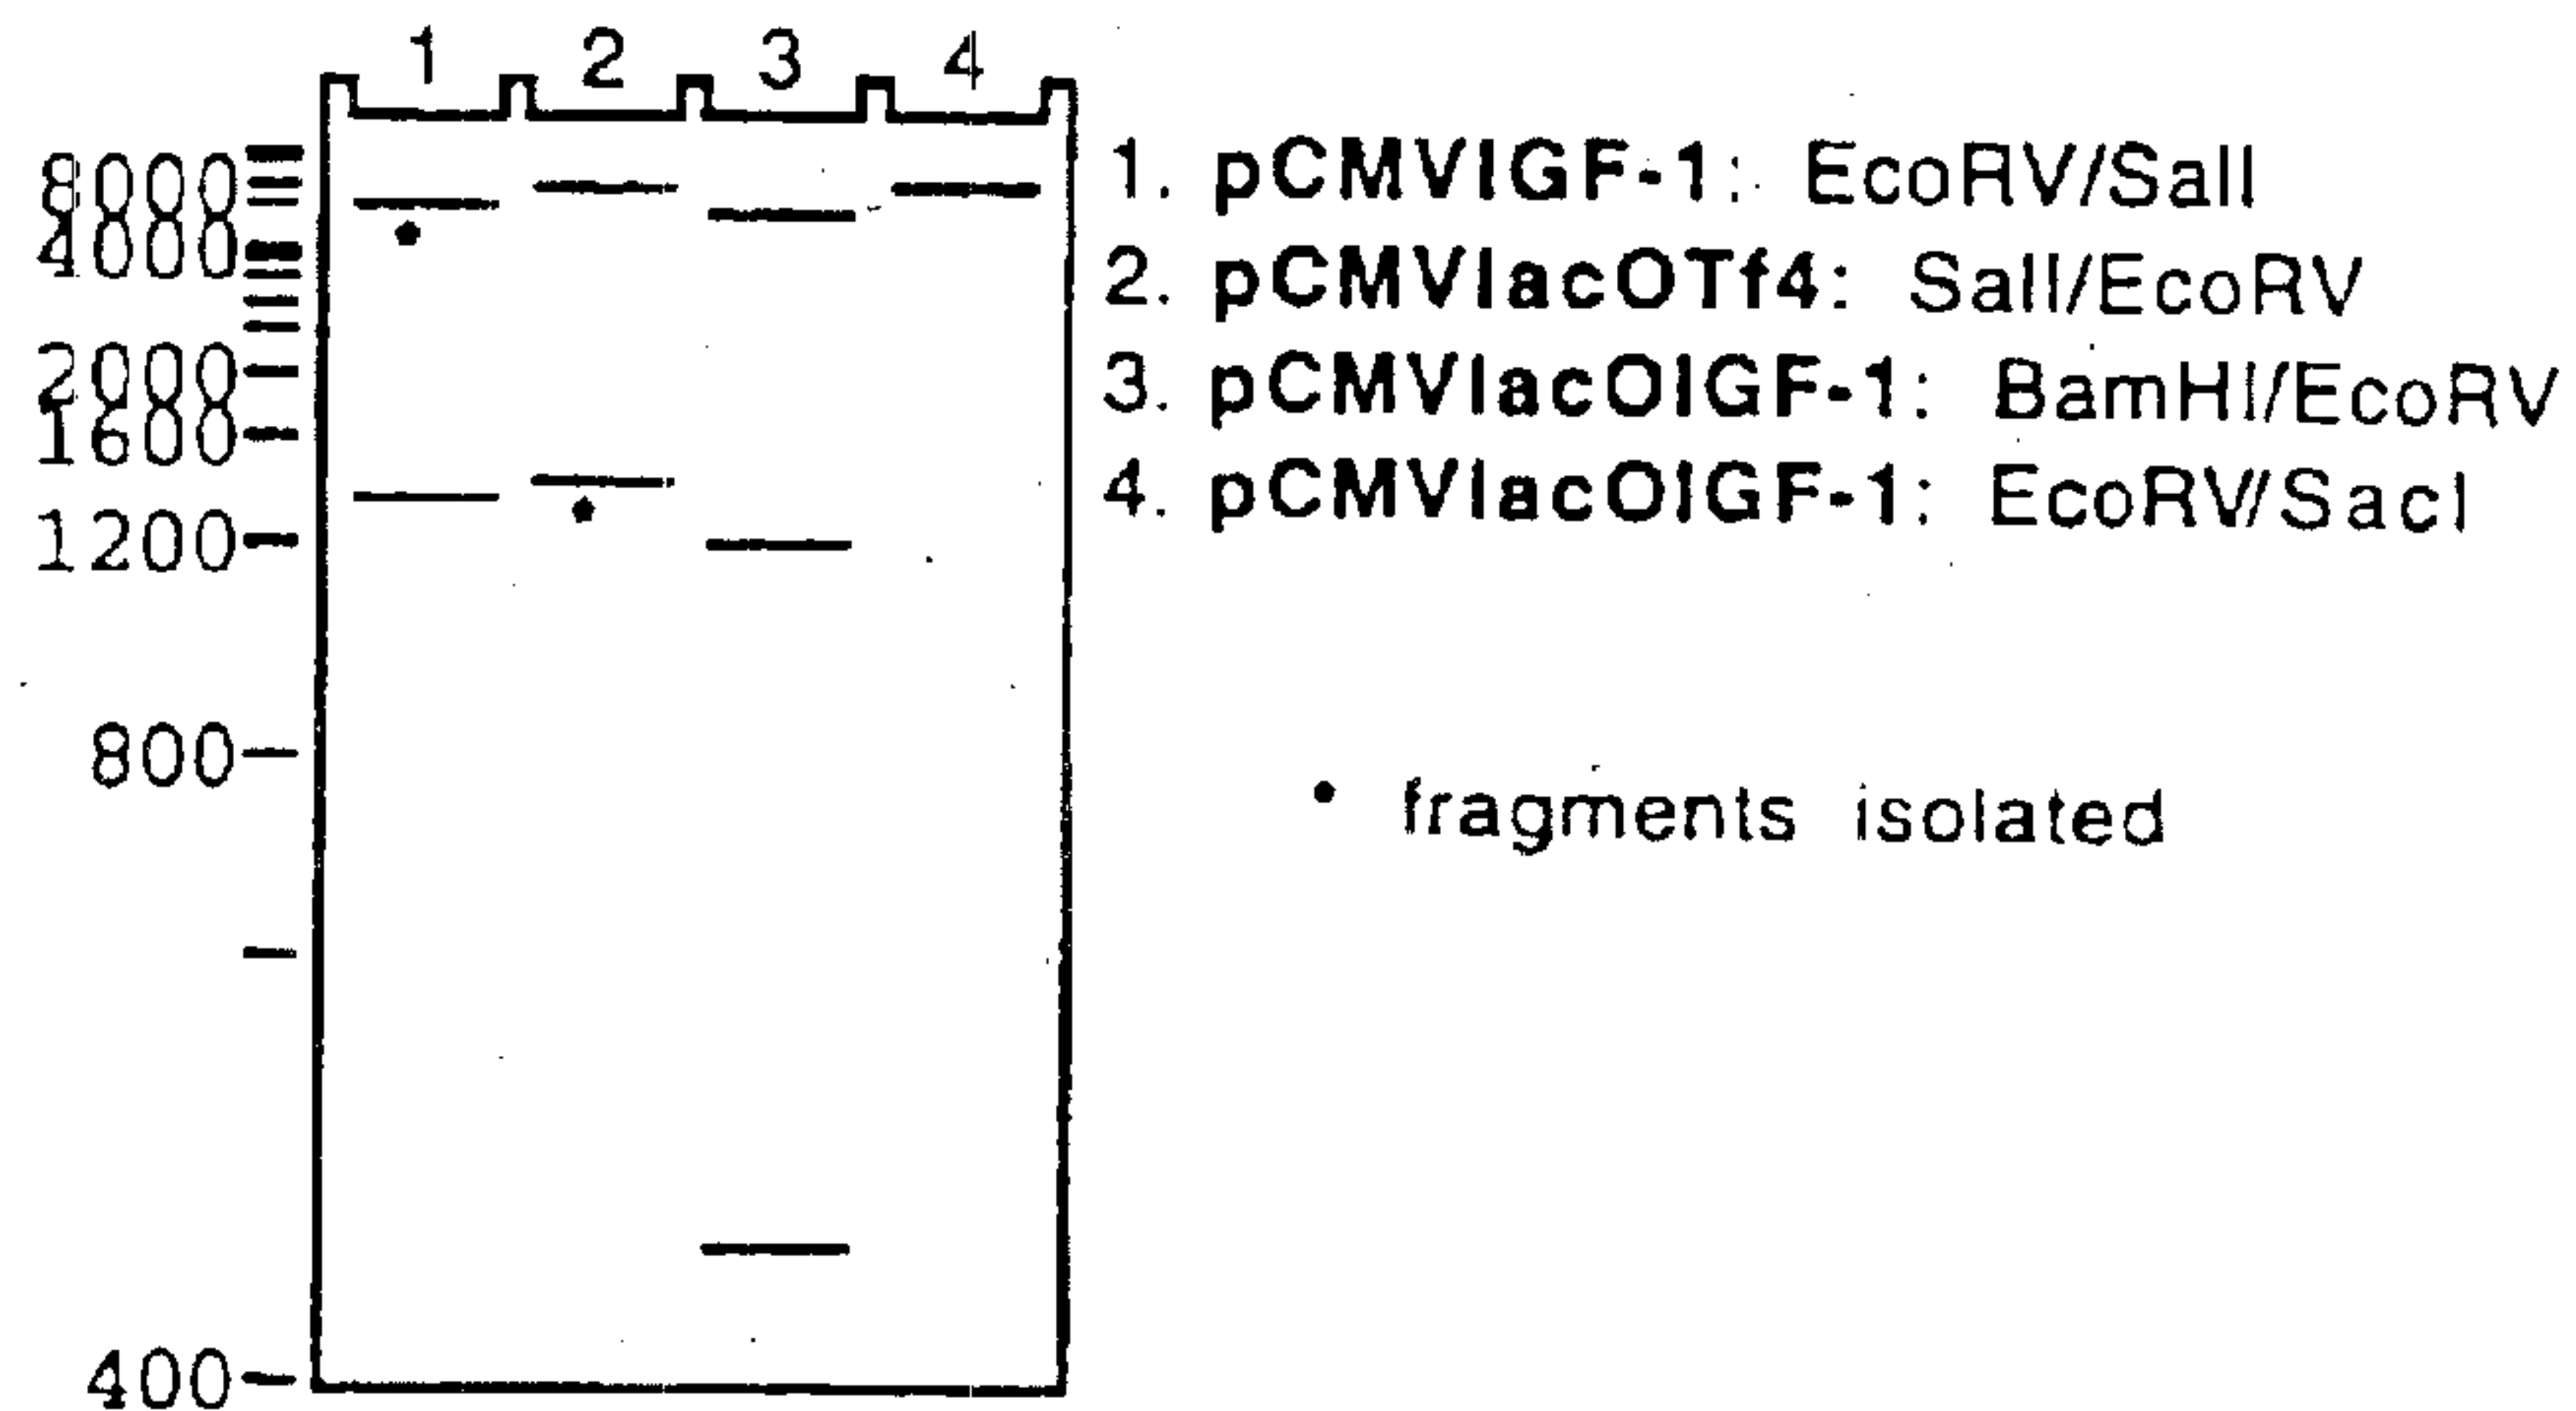 1 2 3 4
8000
4000
2000
1600
1200
800
400
1. pCMVIGF-1: EcoRV/SalI
2. pCMVlacOTf4: SalI/EcoRV
3. pCMVlacOIGF-1: BamHI/EcoRV
4. pCMVlacOIGF-1: EcoRV/SacI
• fragments isolated